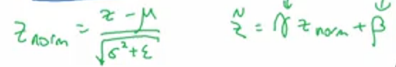 z_norm = (z - μ) / √(σ² + ε)    z̃ = γ z_norm + β